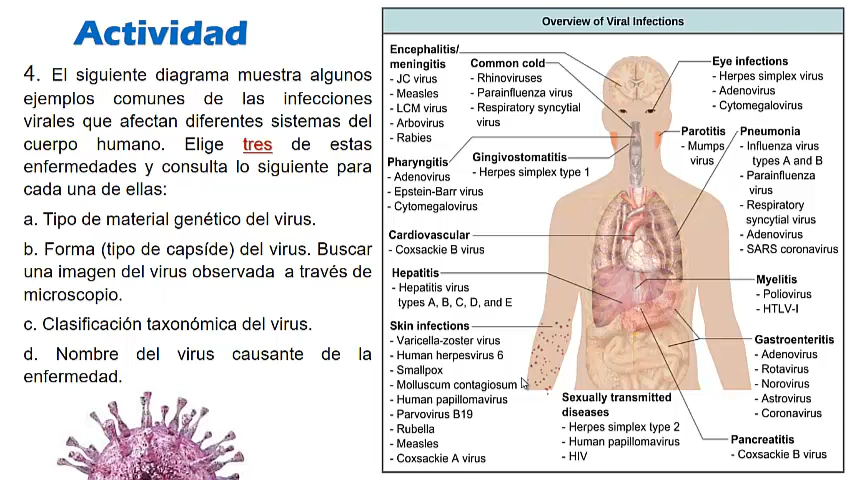 Actividad
4. El siguiente diagrama muestra algunos
ejemplos comunes de las infecciones
virales que afectan diferentes sistemas del
cuerpo humano. Elige tres de estas
enfermedades y consulta lo siguiente para
cada una de ellas:
a. Tipo de material genético del virus.
b. Forma (tipo de capsíde) del virus. Buscar
una imagen del virus observada a través de
microscopio.
c. Clasificación taxonómica del virus.
d. Nombre del virus causante de la
enfermedad.
Overview of Viral Infections
Encephalitis/
meningitis
- JC virus
- Measles
- LCM virus
- Arbovirus
- Rabies
Common cold
- Rhinoviruses
- Parainfluenza virus
- Respiratory syncytial
virus
Eye infections
- Herpes simplex virus
- Adenovirus
- Cytomegalovirus
Pharyngitis
- Adenovirus
- Epstein-Barr virus
- Cytomegalovirus
Gingivostomatitis
- Herpes simplex type 1
Parotitis
- Mumps
virus
Pneumonia
- Influenza virus
types A and B
- Parainfluenza
virus
- Respiratory
syncytial virus
- Adenovirus
- SARS coronavirus
Cardiovascular
- Coxsackie B virus
Hepatitis
- Hepatitis virus
types A, B, C, D, and E
Myelitis
- Poliovirus
- HTLV-I
Skin infections
- Varicella-zoster virus
- Human herpesvirus 6
- Smallpox
- Molluscum contagiosum
- Human papillomavirus
- Parvovirus B19
- Rubella
- Measles
- Coxsackie A virus
Sexually transmitted
diseases
- Herpes simplex type 2
- Human papillomavirus
- HIV
Gastroenteritis
- Adenovirus
- Rotavirus
- Norovirus
- Astrovirus
- Coronavirus
Pancreatitis
- Coxsackie B virus